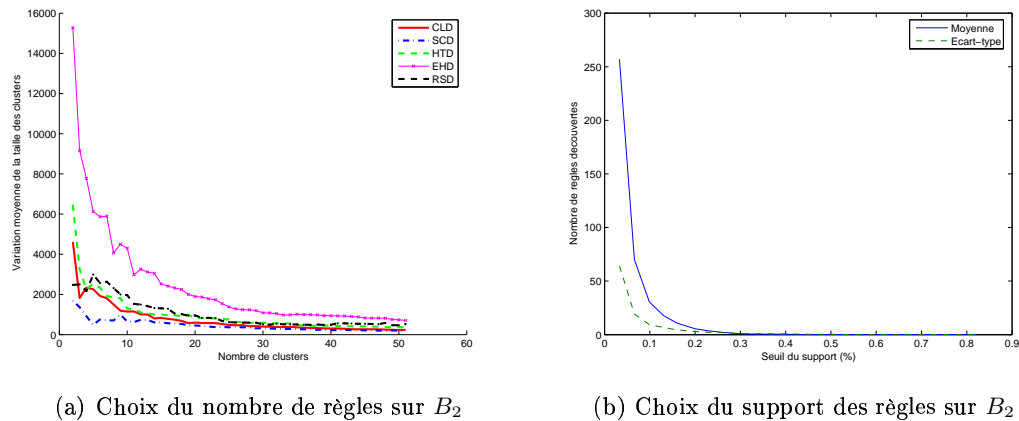 16000
14000
12000
10000
8000
6000
4000
2000
0
0
10
20
30
40
50
60
Variation moyenne de la taille des clusters
Nombre de clusters
CLD
SCD
HTD
EHD
RSD
(a) Choix du nombre de règles sur B2
300
250
200
150
100
50
0
0
0.1
0.2
0.3
0.4
0.5
0.6
0.7
0.8
0.9
Nombre de regles decouvertes
Seuil du support (%)
Moyenne
Ecart-type
(b) Choix du support des règles sur B2